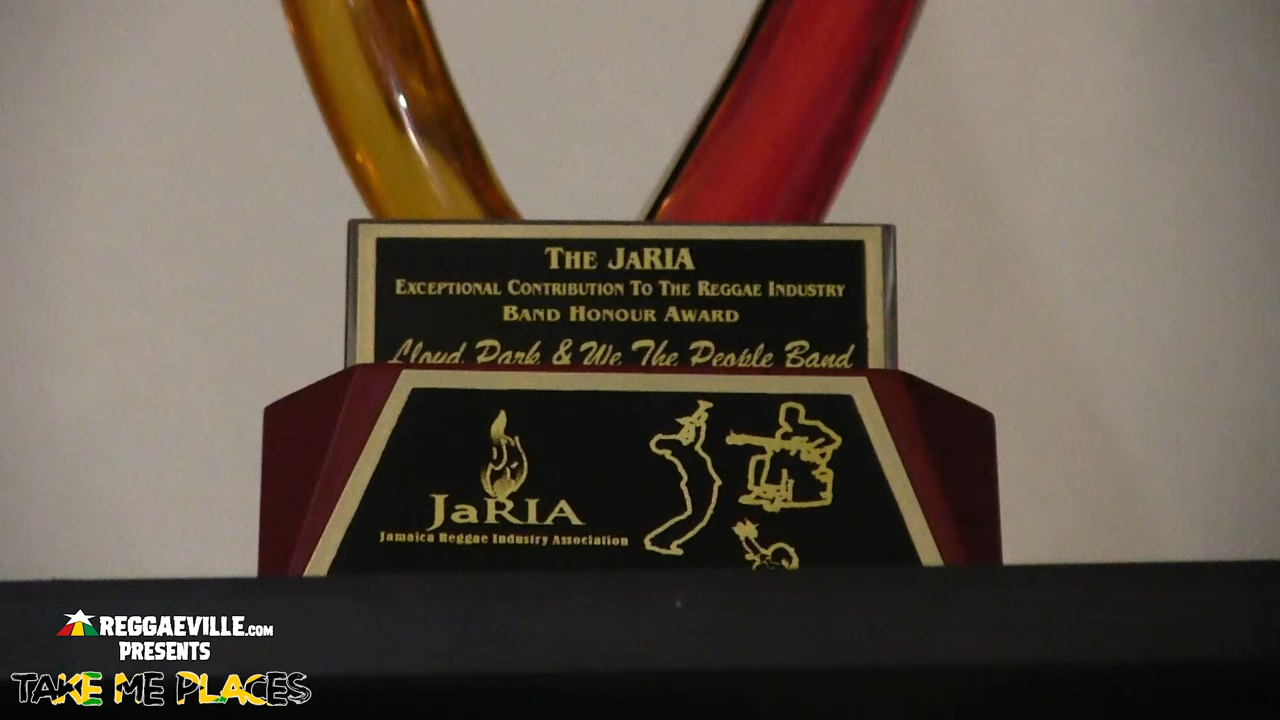 THE JARIA
EXCEPTIONAL CONTRIBUTION TO THE REGGAE INDUSTRY
BAND HONOUR AWARD
Lloyd Park & We The People Band
JaRIA
Jamaica Reggae Industry Association
REGGAEVILLE.COM
PRESENTS
TAKE ME PLACES